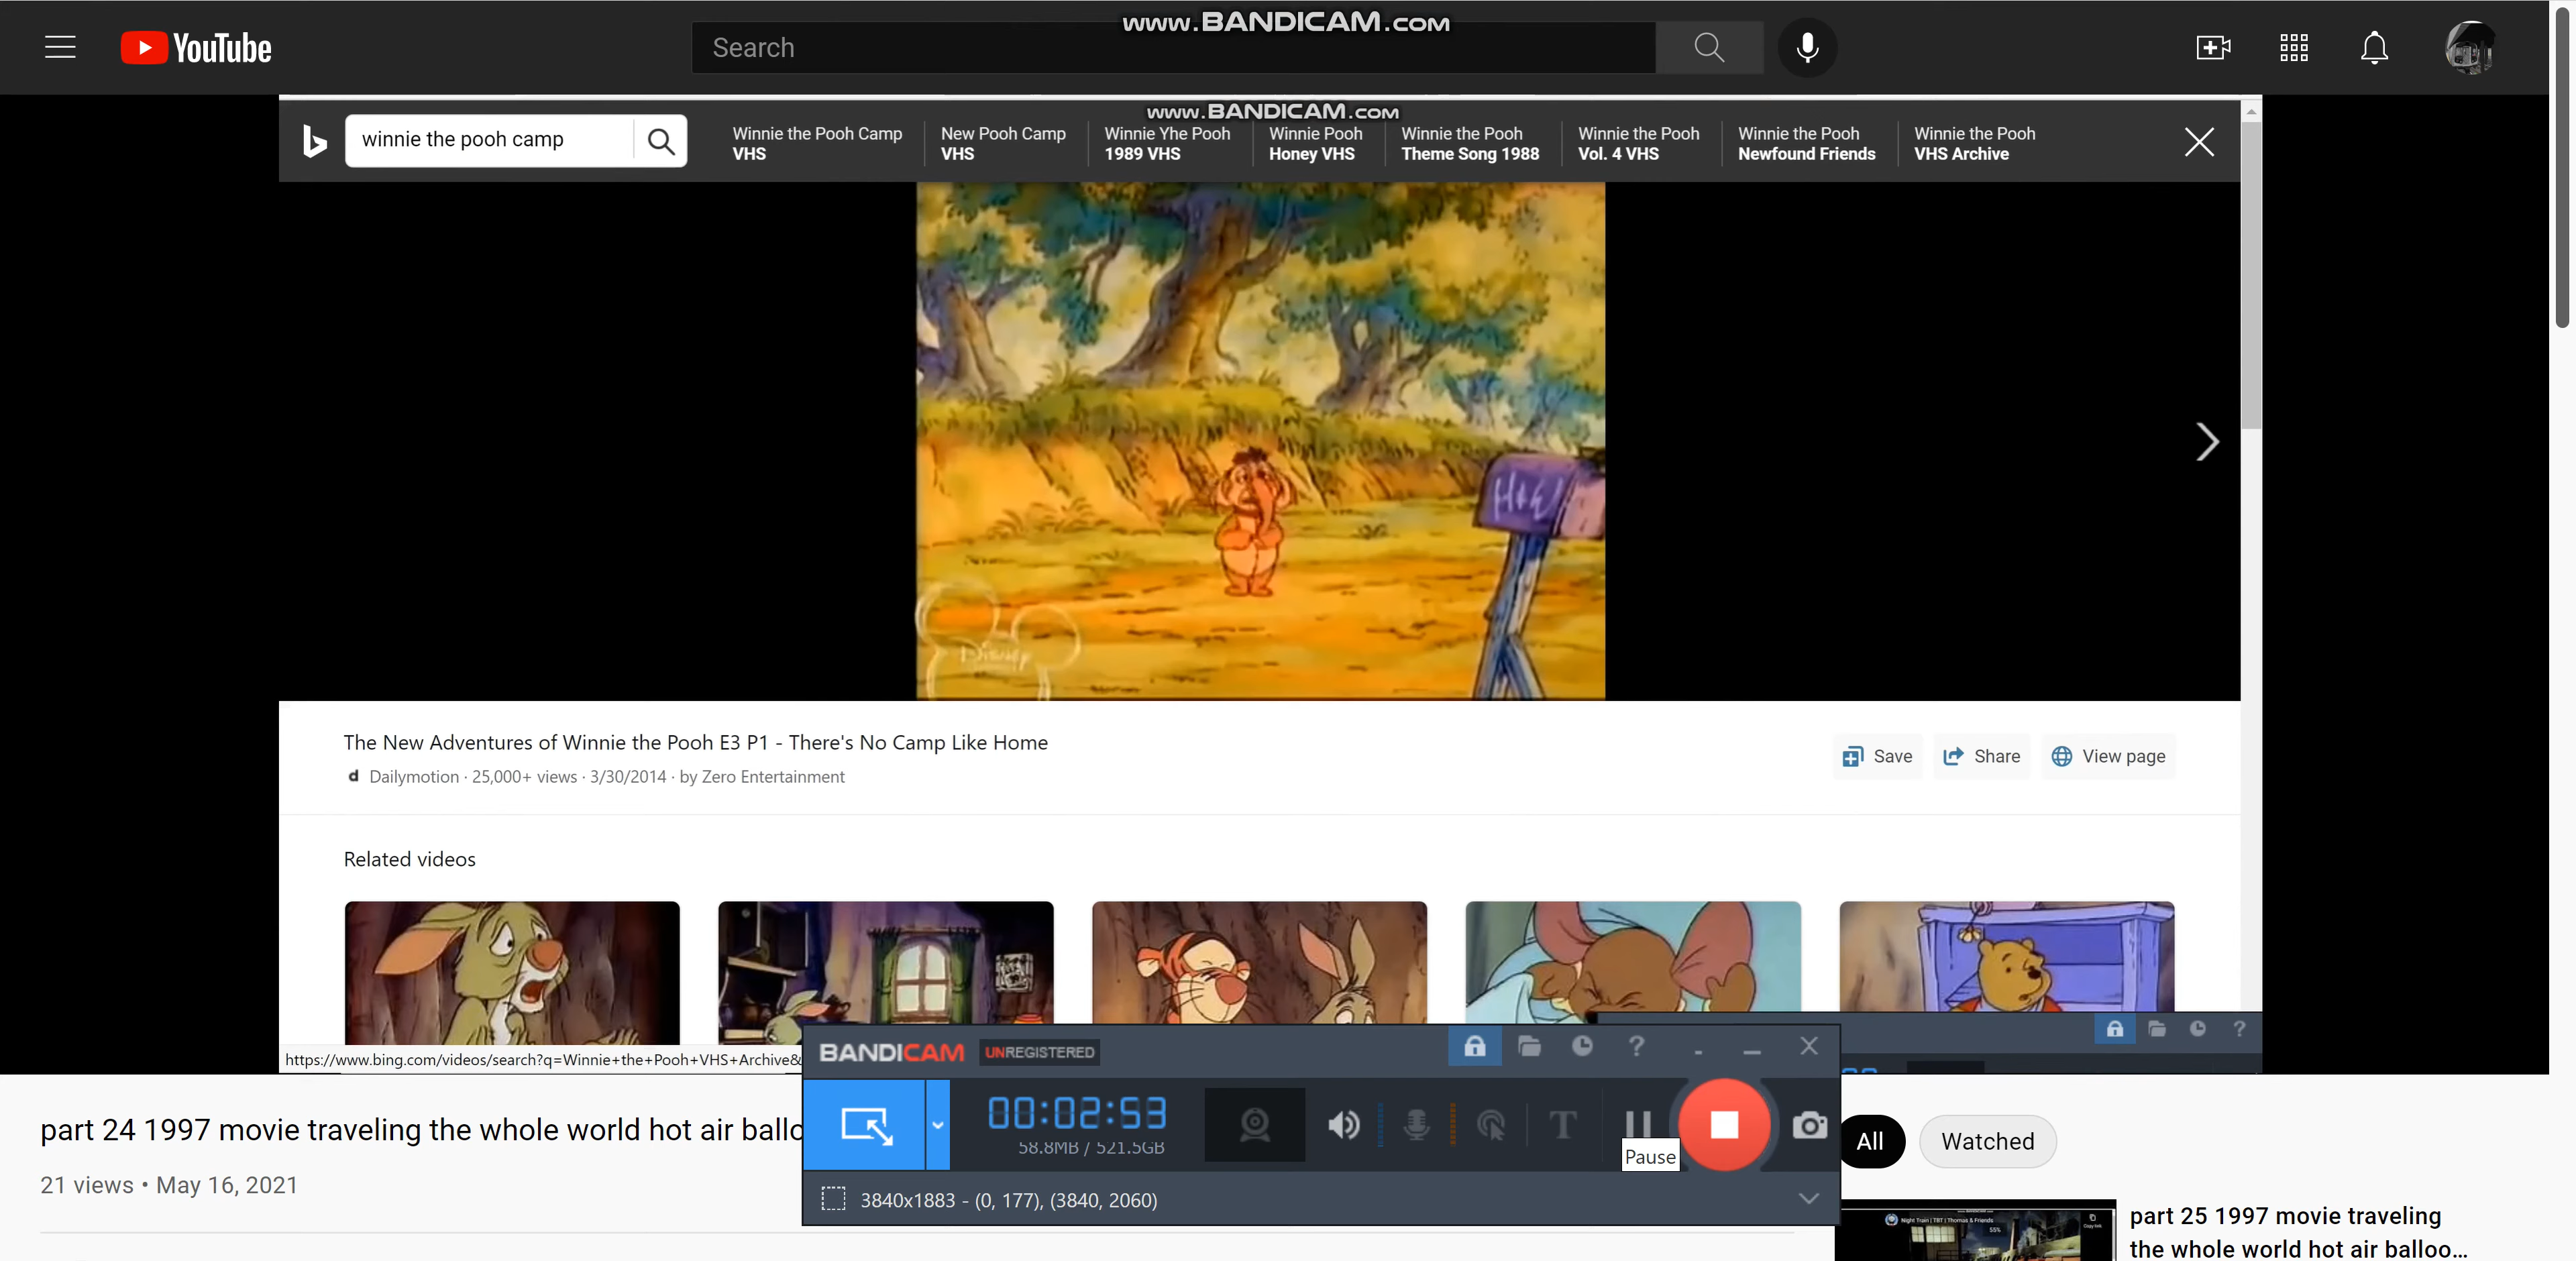 www.BANDICAM.com
YouTube
Search
www.BANDICAM.com
winnie the pooh camp
Winnie the Pooh Camp
VHS
New Pooh Camp
VHS
Winnie Yhe Pooh
1989 VHS
Winnie Pooh
Honey VHS
Winnie the Pooh
Theme Song 1988
Winnie the Pooh
Vol. 4 VHS
Winnie the Pooh
Newfound Friends
Winnie the Pooh
VHS Archive
H+W
Disney
The New Adventures of Winnie the Pooh E3 P1 - There's No Camp Like Home
d Dailymotion · 25,000+ views · 3/30/2014 · by Zero Entertainment
Save
Share
View page
Related videos
https://www.bing.com/videos/search?q=Winnie+the+Pooh+VHS+Archive&
BANDICAM UNREGISTERED
00:02:53
58.8MB / 521.5GB
Pause
3840x1883 - (0, 177), (3840, 2060)
part 24 1997 movie traveling the whole world hot air ballo
21 views • May 16, 2021
All
Watched
Night Train | TBT | Thomas & Friends
55%
part 25 1997 movie traveling
the whole world hot air balloo...